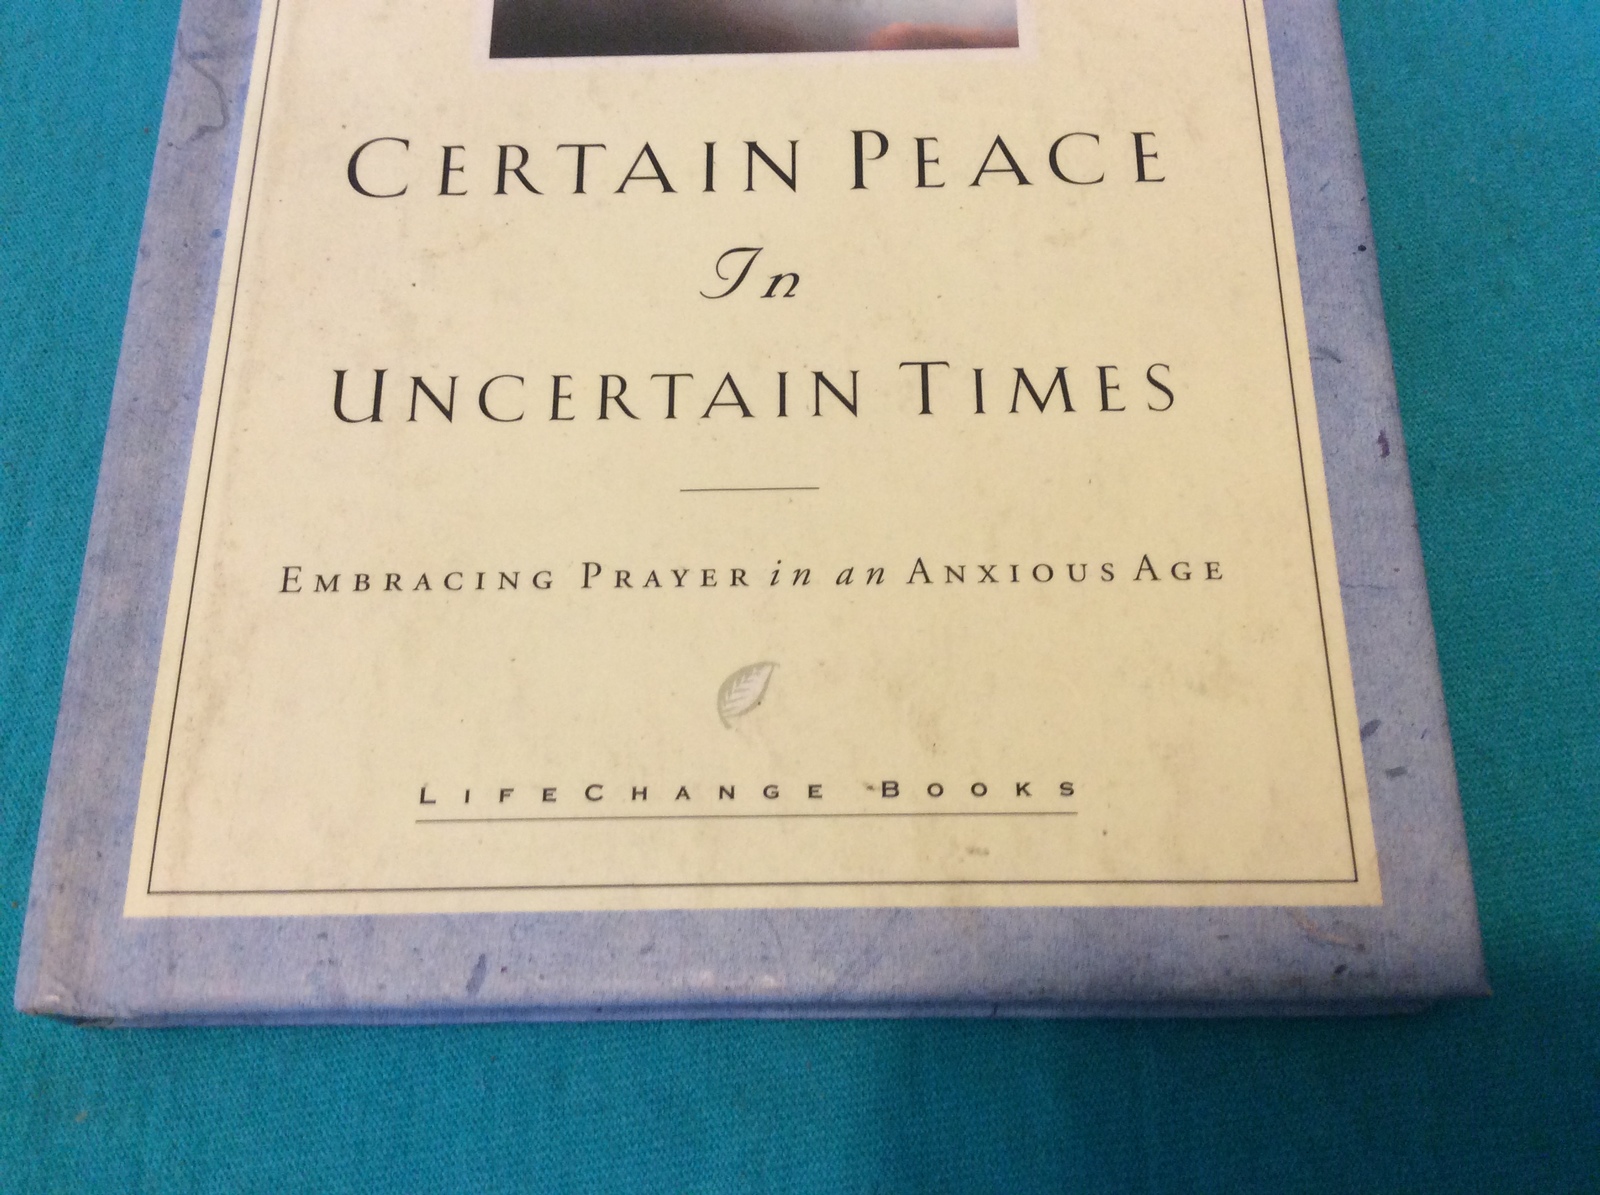 CERTAIN PEACE
In
UNCERTAIN TIMES
EMBRACING PRAYER in an ANXIOUS AGE
LIFECHANGE BOOKS